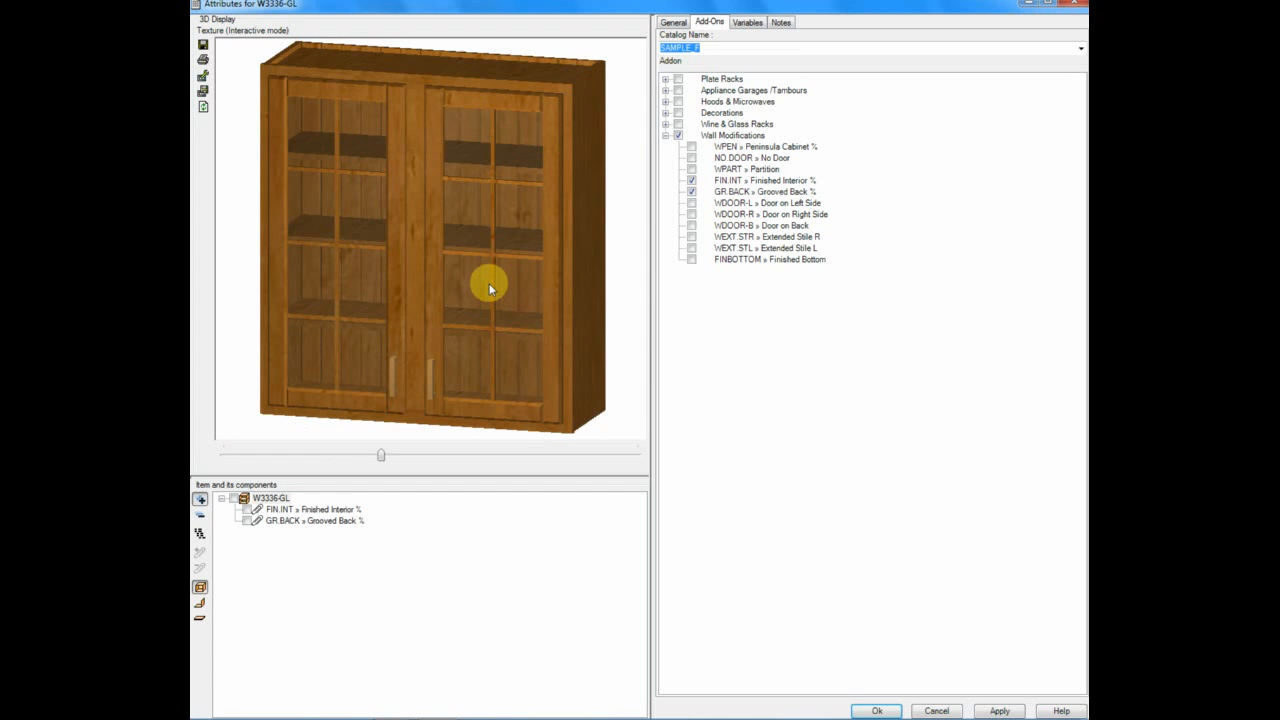 Attributes for W3336-GL
3D Display
Texture (Interactive mode)
General Add-Ons Variables Notes
Catalog Name :
SAMPLE_F
Addon
Plate Racks
Appliance Garages /Tambours
Hoods & Microwaves
Decorations
Wine & Glass Racks
Wall Modifications
WPEN » Peninsula Cabinet %
NO.DOOR » No Door
WPART » Partition
FIN.INT » Finished Interior %
GR.BACK » Grooved Back %
WDOOR-L » Door on Left Side
WDOOR-R » Door on Right Side
WDOOR-B » Door on Back
WEXT.STR » Extended Stile R
WEXT.STL » Extended Stile L
FINBOTTOM » Finished Bottom
Item and its components
W3336-GL
FIN.INT » Finished Interior %
GR.BACK » Grooved Back %
Ok Cancel Apply Help